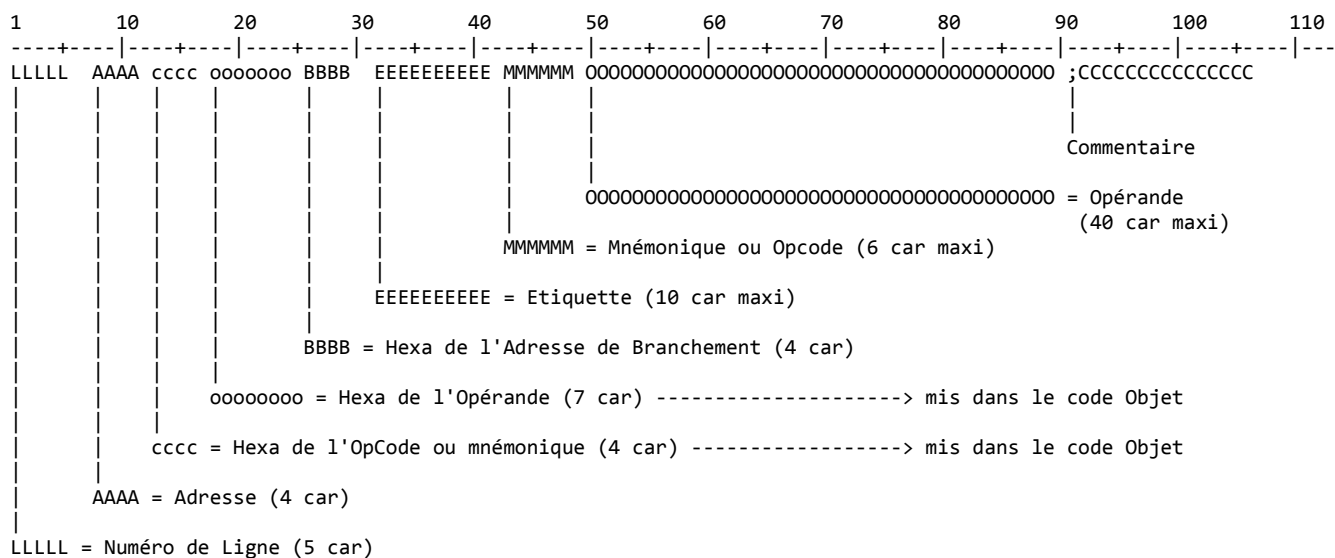 1        10        20        30        40        50        60        70        80        90       100       110
----+----|----+----|----+----|----+----|----+----|----+----|----+----|----+----|----+----|----+----|----+----|---
LLLLL  AAAA cccc ooooooo BBBB  EEEEEEEEEE MMMMMM OOOOOOOOOOOOOOOOOOOOOOOOOOOOOOOOOOOOOOOO ;CCCCCCCCCCCCCCC
Commentaire
OOOOOOOOOOOOOOOOOOOOOOOOOOOOOOOOOOOOOOOO = Opérande
(40 car maxi)
MMMMMM = Mnémonique ou Opcode (6 car maxi)
EEEEEEEEEE = Etiquette (10 car maxi)
BBBB = Hexa de l'Adresse de Branchement (4 car)
oooooooo = Hexa de l'Opérande (7 car) ---------------------> mis dans le code Objet
cccc = Hexa de l'OpCode ou mnémonique (4 car) ------------------> mis dans le code Objet
AAAA = Adresse (4 car)
LLLLL = Numéro de Ligne (5 car)